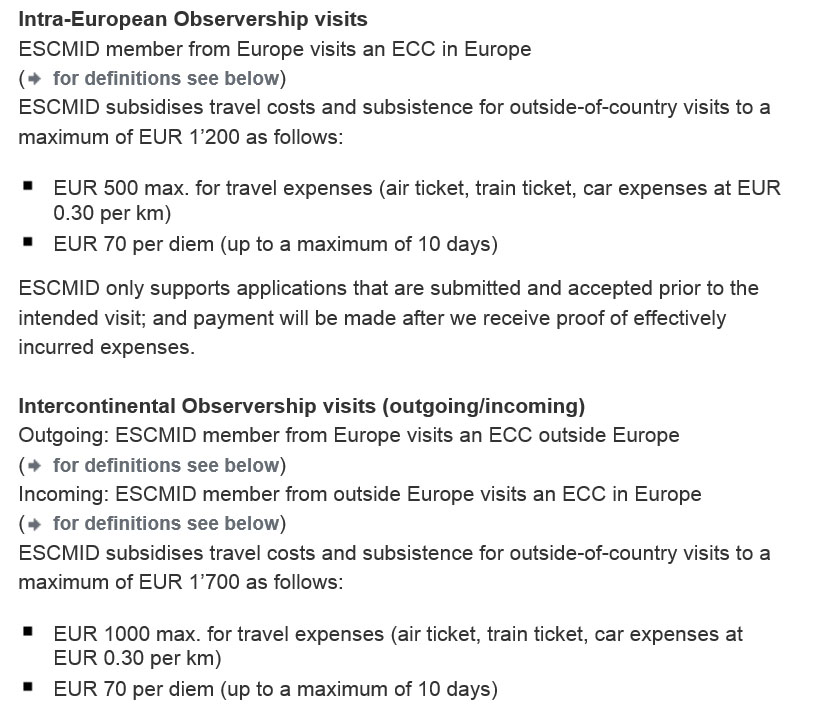 Intra-European Observership visits
ESCMID member from Europe visits an ECC in Europe
(➜ for definitions see below)
ESCMID subsidises travel costs and subsistence for outside-of-country visits to a
maximum of EUR 1’200 as follows:
▪ EUR 500 max. for travel expenses (air ticket, train ticket, car expenses at EUR
0.30 per km)
▪ EUR 70 per diem (up to a maximum of 10 days)
ESCMID only supports applications that are submitted and accepted prior to the
intended visit; and payment will be made after we receive proof of effectively
incurred expenses.
Intercontinental Observership visits (outgoing/incoming)
Outgoing: ESCMID member from Europe visits an ECC outside Europe
(➜ for definitions see below)
Incoming: ESCMID member from outside Europe visits an ECC in Europe
(➜ for definitions see below)
ESCMID subsidises travel costs and subsistence for outside-of-country visits to a
maximum of EUR 1’700 as follows:
▪ EUR 1000 max. for travel expenses (air ticket, train ticket, car expenses at
EUR 0.30 per km)
▪ EUR 70 per diem (up to a maximum of 10 days)